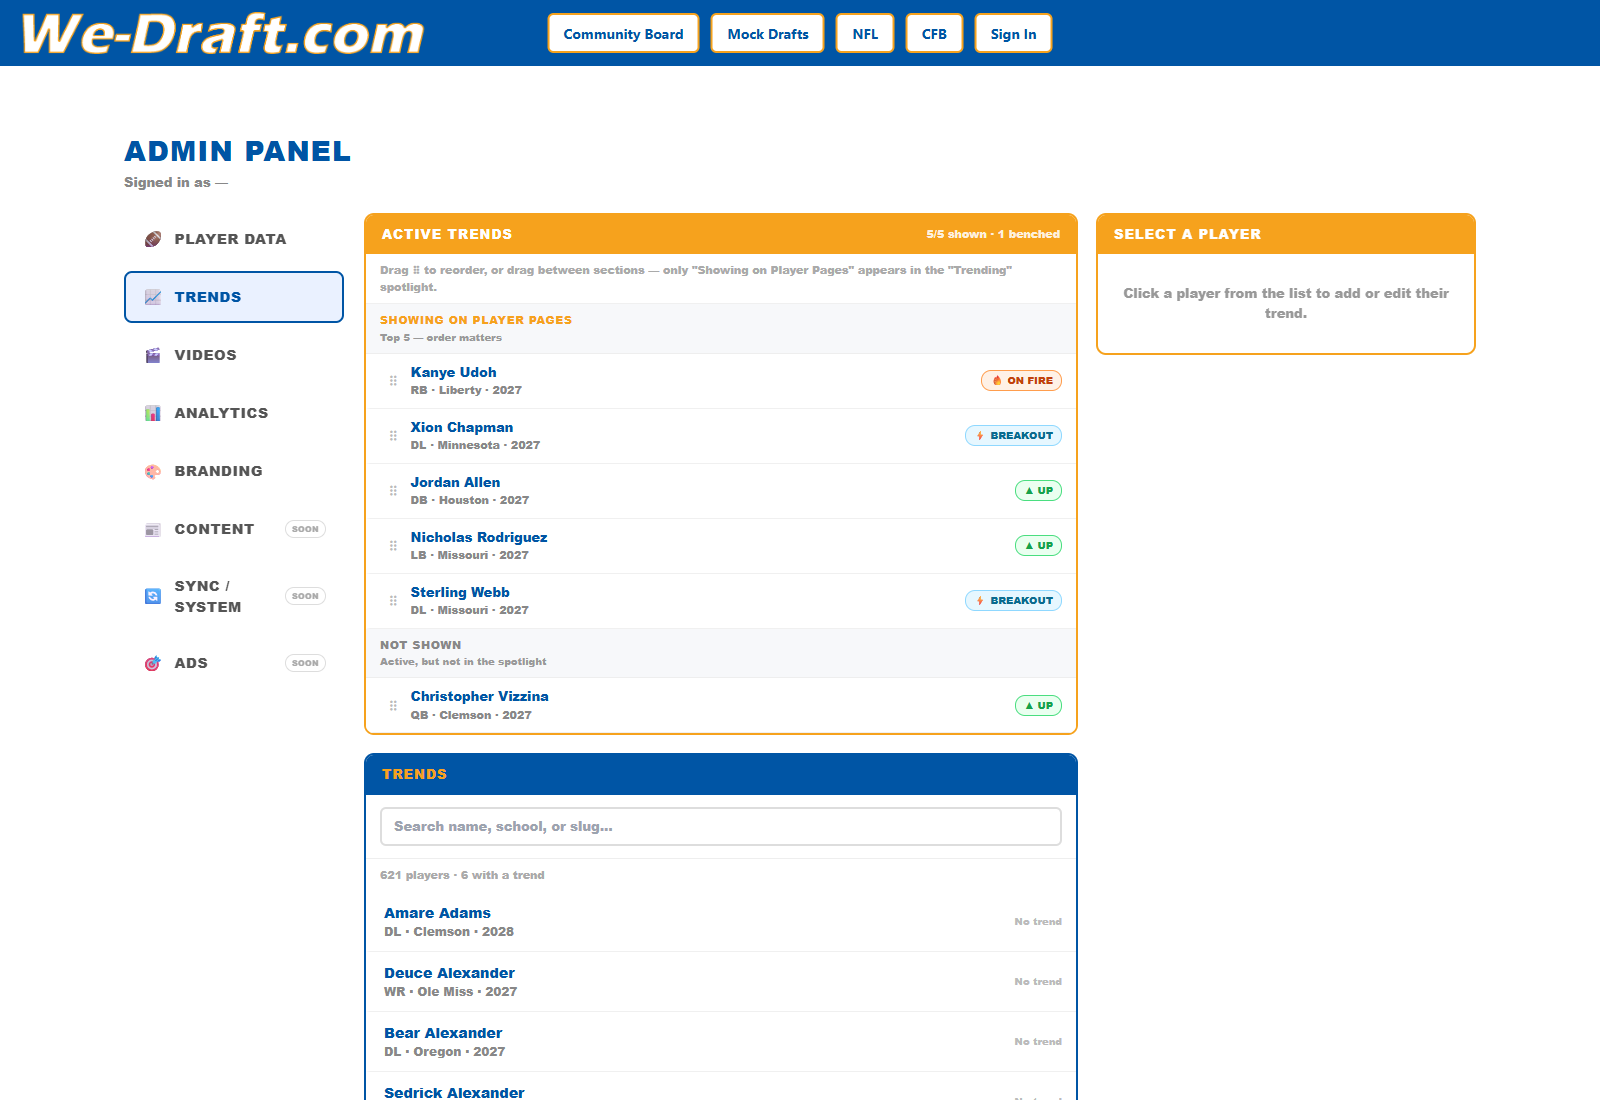 We-Draft.com
Community Board
Mock Drafts
NFL
CFB
Sign In
ADMIN PANEL
Signed in as —
PLAYER DATA
TRENDS
VIDEOS
ANALYTICS
BRANDING
CONTENT
SOON
SYNC /
SYSTEM
SOON
ADS
SOON
ACTIVE TRENDS
5/5 shown · 1 benched
Drag ⠿ to reorder, or drag between sections — only "Showing on Player Pages" appears in the "Trending"
spotlight.
SHOWING ON PLAYER PAGES
Top 5 — order matters
Kanye Udoh
RB · Liberty · 2027
🔥 ON FIRE
Xion Chapman
DL · Minnesota · 2027
⚡ BREAKOUT
Jordan Allen
DB · Houston · 2027
▲ UP
Nicholas Rodriguez
LB · Missouri · 2027
▲ UP
Sterling Webb
DL · Missouri · 2027
⚡ BREAKOUT
NOT SHOWN
Active, but not in the spotlight
Christopher Vizzina
QB · Clemson · 2027
▲ UP
TRENDS
Search name, school, or slug...
621 players · 6 with a trend
Amare Adams
DL · Clemson · 2028
No trend
Deuce Alexander
WR · Ole Miss · 2027
No trend
Bear Alexander
DL · Oregon · 2027
No trend
Sedrick Alexander
SELECT A PLAYER
Click a player from the list to add or edit their
trend.